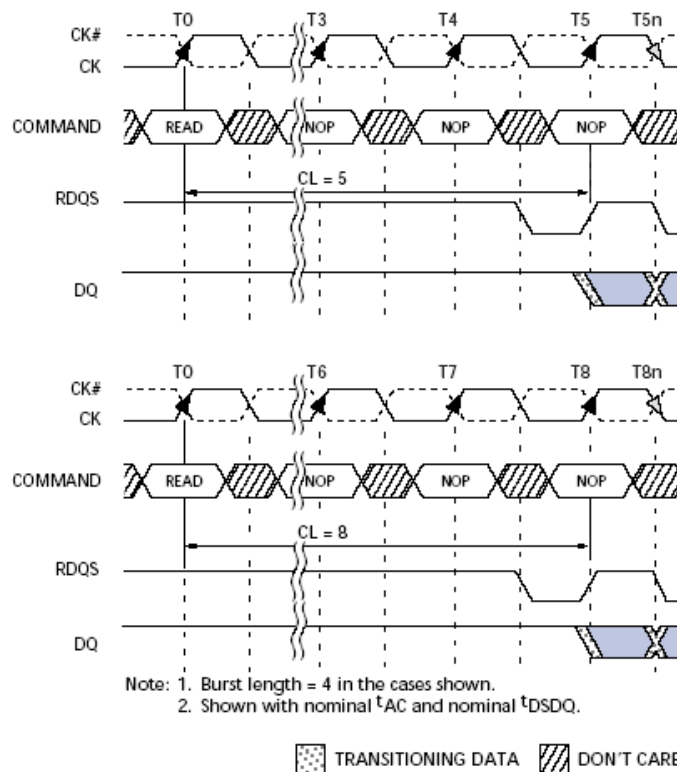 T0 T3 T4 T5 T5n
CK#
CK
COMMAND READ NOP NOP NOP
CL = 5
RDQS
DQ
T0 T6 T7 T8 T8n
CK#
CK
COMMAND READ NOP NOP NOP
CL = 8
RDQS
DQ
Note: 1. Burst length = 4 in the cases shown.
2. Shown with nominal tAC and nominal tDSDQ.
TRANSITIONING DATA DON'T CARE